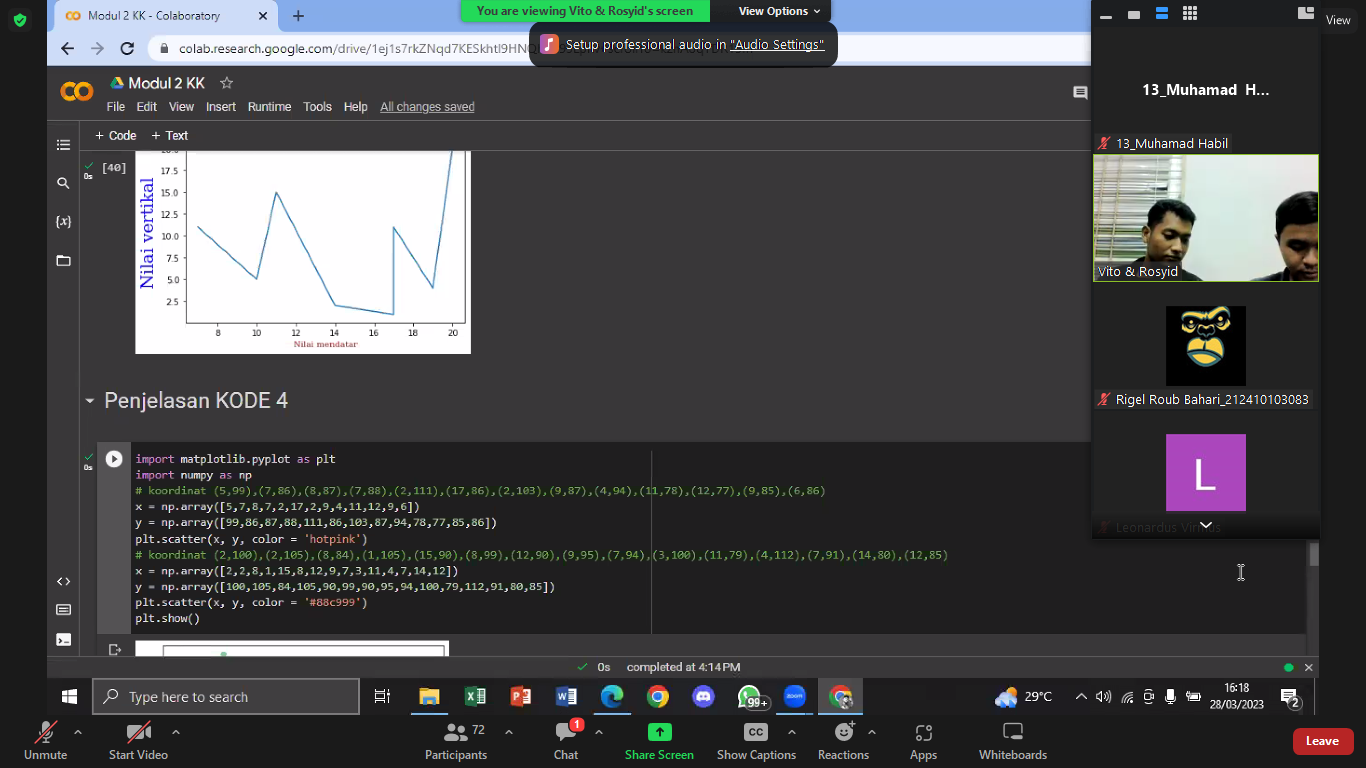 Modul 2 KK - Colaboratory
You are viewing Vito & Rosyid's screen
View Options
View
colab.research.google.com/drive/1ej1s7rkZNqd7KESkhtl9HN
Setup professional audio in "Audio Settings"
Modul 2 KK
File Edit View Insert Runtime Tools Help All changes saved
+ Code + Text
[40]
0s
17.5
15.0
12.5
10.0
7.5
5.0
2.5
Nilai vertikal
8 10 12 14 16 18 20
Nilai mendatar
Penjelasan KODE 4
0s
import matplotlib.pyplot as plt
import numpy as np
# koordinat (5,99),(7,86),(8,87),(7,88),(2,111),(17,86),(2,103),(9,87),(4,94),(11,78),(12,77),(9,85),(6,86)
x = np.array([5,7,8,7,2,17,2,9,4,11,12,9,6])
y = np.array([99,86,87,88,111,86,103,87,94,78,77,85,86])
plt.scatter(x, y, color = 'hotpink')
# koordinat (2,100),(2,105),(8,84),(1,105),(15,90),(8,99),(12,90),(9,95),(7,94),(3,100),(11,79),(4,112),(7,91),(14,80),(12,85)
x = np.array([2,2,8,1,15,8,12,9,7,3,11,4,7,14,12])
y = np.array([100,105,84,105,90,99,90,95,94,100,79,112,91,80,85])
plt.scatter(x, y, color = '#88c999')
plt.show()
0s completed at 4:14 PM
13_Muhamad H...
13_Muhamad Habil
Vito & Rosyid
Rigel Roub Bahari_212410103083
L
Type here to search
99+
zoom
29°C
16:18
28/03/2023
2
Unmute
Start Video
72
Participants
1
Chat
Share Screen
CC
Show Captions
Reactions
Apps
Whiteboards
Leave